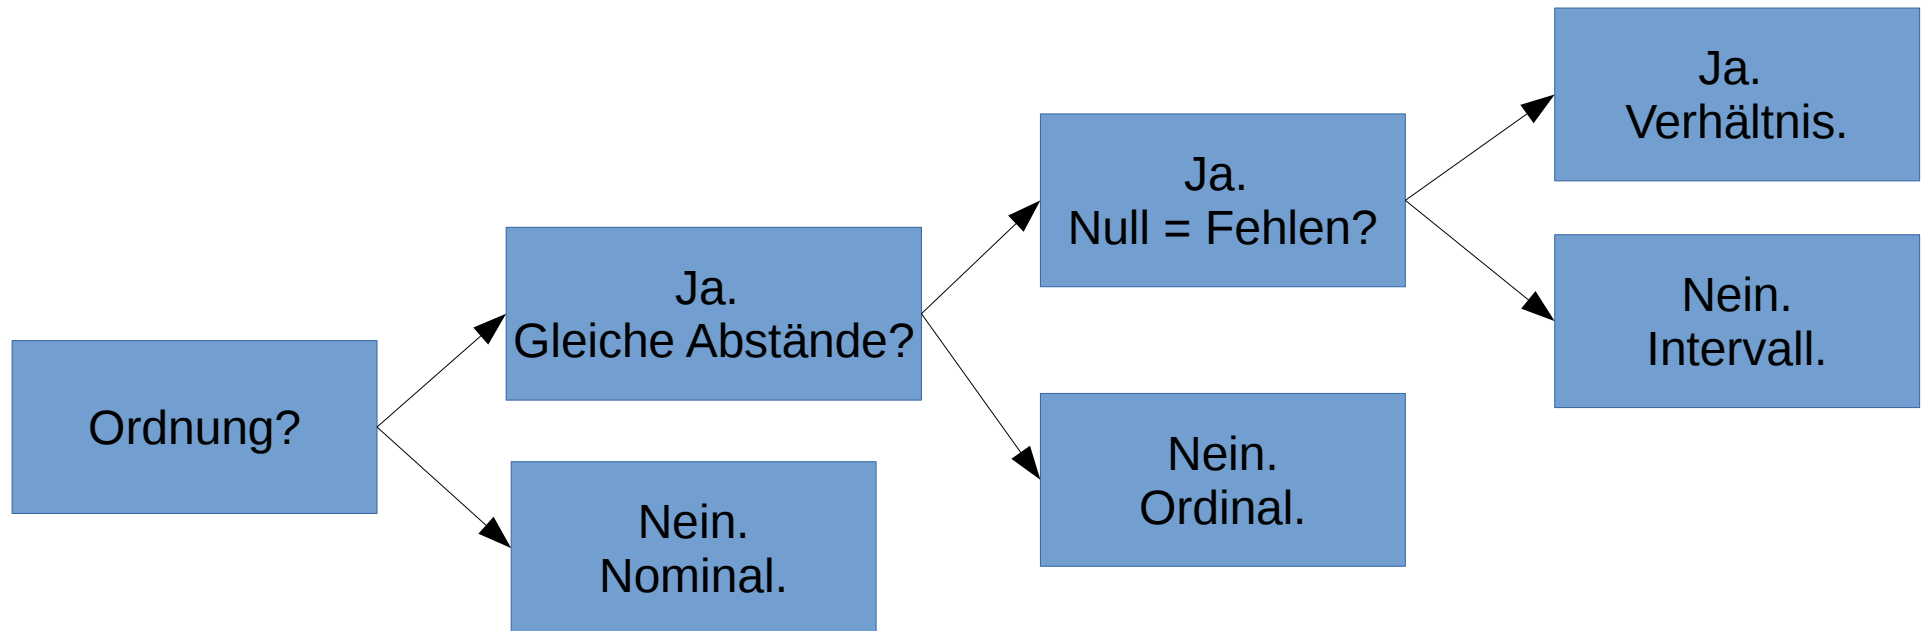 Ordnung?
Ja.
Gleiche Abstände?
Nein.
Nominal.
Ja.
Null = Fehlen?
Nein.
Ordinal.
Ja.
Verhältnis.
Nein.
Intervall.